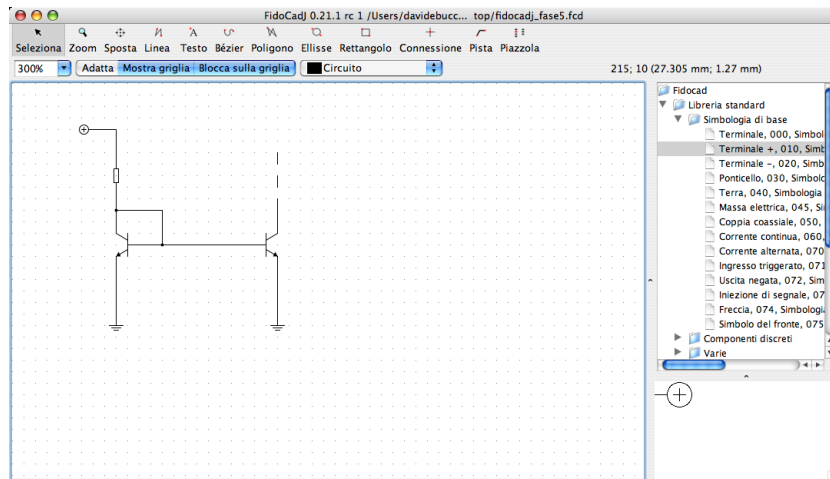 FidoCadJ 0.21.1 rc 1 /Users/davidebucc... top/fidocadj_fase5.fcd
Seleziona Zoom Sposta Linea Testo Bézier Poligono Ellisse Rettangolo Connessione Pista Piazzola
300% Adatta Mostra griglia Blocca sulla griglia Circuito 215; 10 (27.305 mm; 1.27 mm)
Fidocad
Libreria standard
Simbologia di base
Terminale, 000, Simbol
Terminale +, 010, Simb
Terminale −, 020, Simb
Ponticello, 030, Simbolo
Terra, 040, Simbologia
Massa elettrica, 045, Si
Coppia coassiale, 050,
Corrente continua, 060,
Corrente alternata, 070
Ingresso triggerato, 071
Uscita negata, 072, Sim
Iniezione di segnale, 07
Freccia, 074, Simbologi
Simbolo del fronte, 075
Componenti discreti
Varie